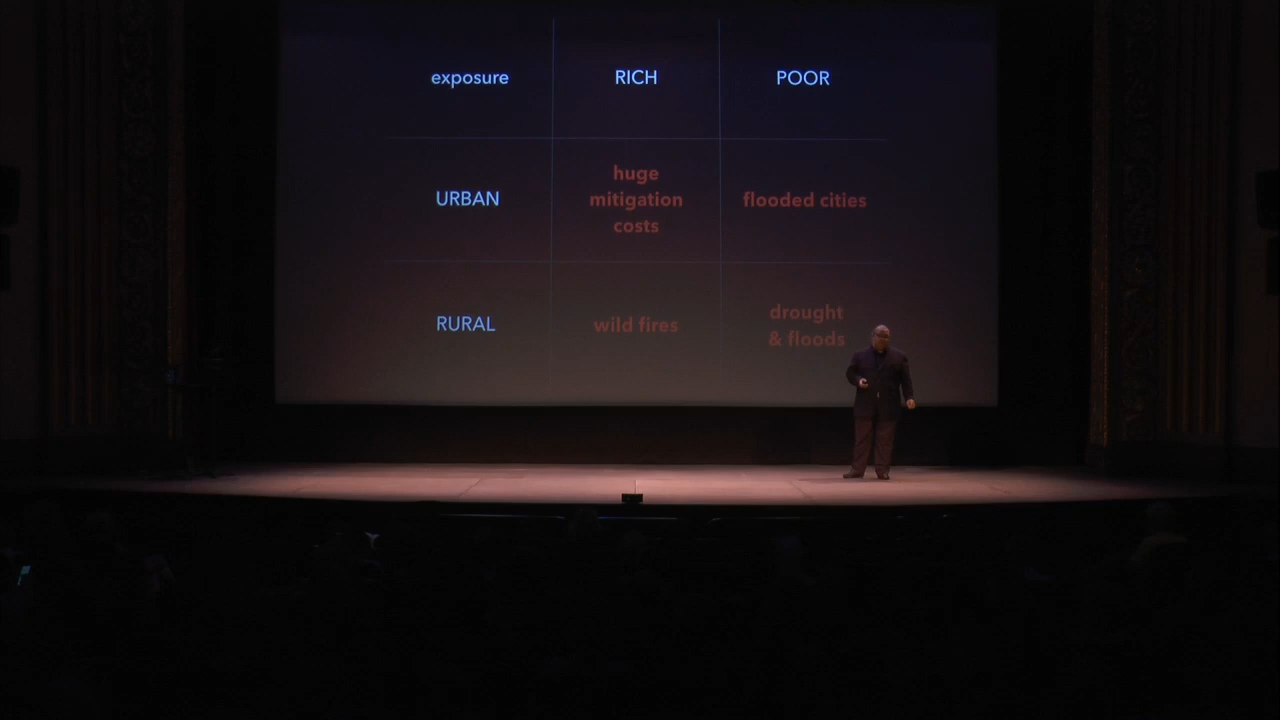 exposure
RICH
POOR
URBAN
huge
mitigation
costs
flooded cities
RURAL
wild fires
drought
& floods